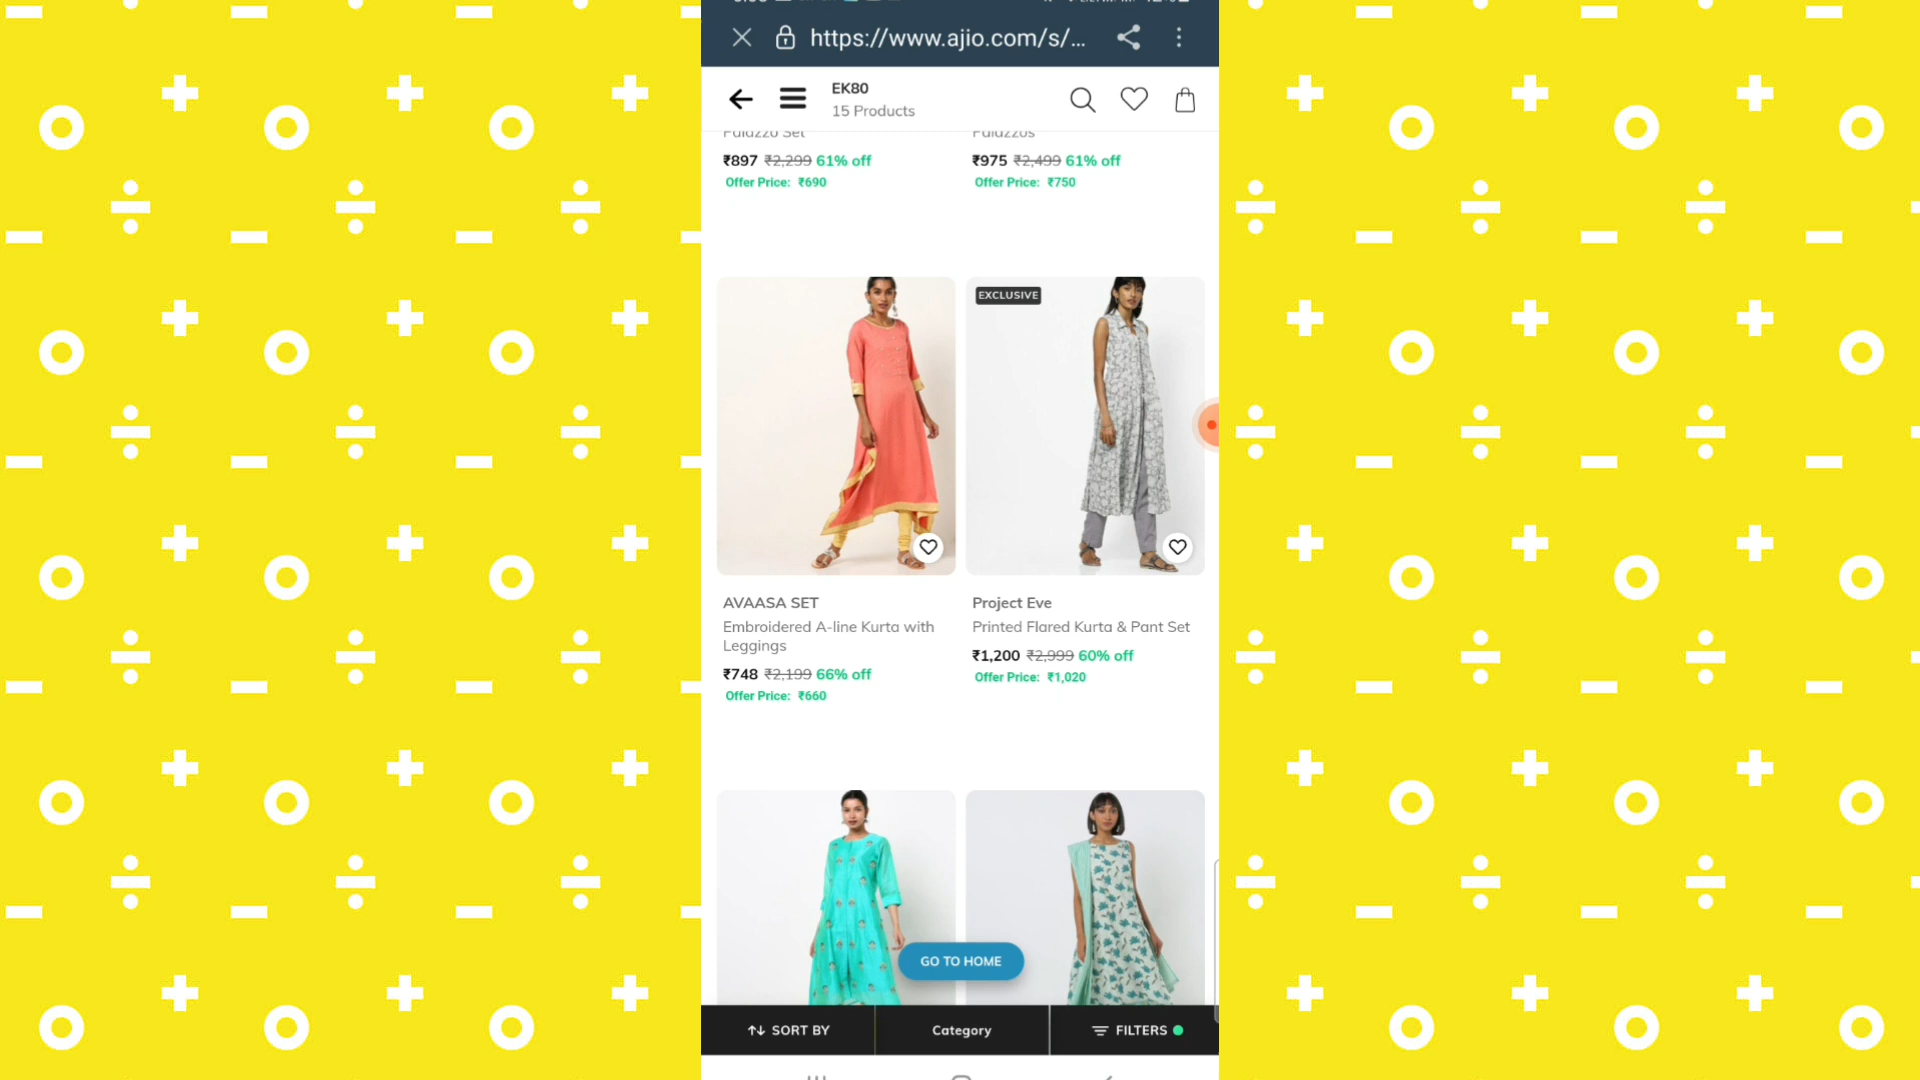 https://www.ajio.com/s/...
EK80
15 Products
Palazzo Set
Palazzos
₹897 ₹2,299 61% off
₹975 ₹2,499 61% off
Offer Price: ₹690
Offer Price: ₹750
EXCLUSIVE
AVAASA SET
Project Eve
Embroidered A-line Kurta with
Leggings
Printed Flared Kurta & Pant Set
₹748 ₹2,199 66% off
₹1,200 ₹2,999 60% off
Offer Price: ₹660
Offer Price: ₹1,020
GO TO HOME
SORT BY
Category
FILTERS